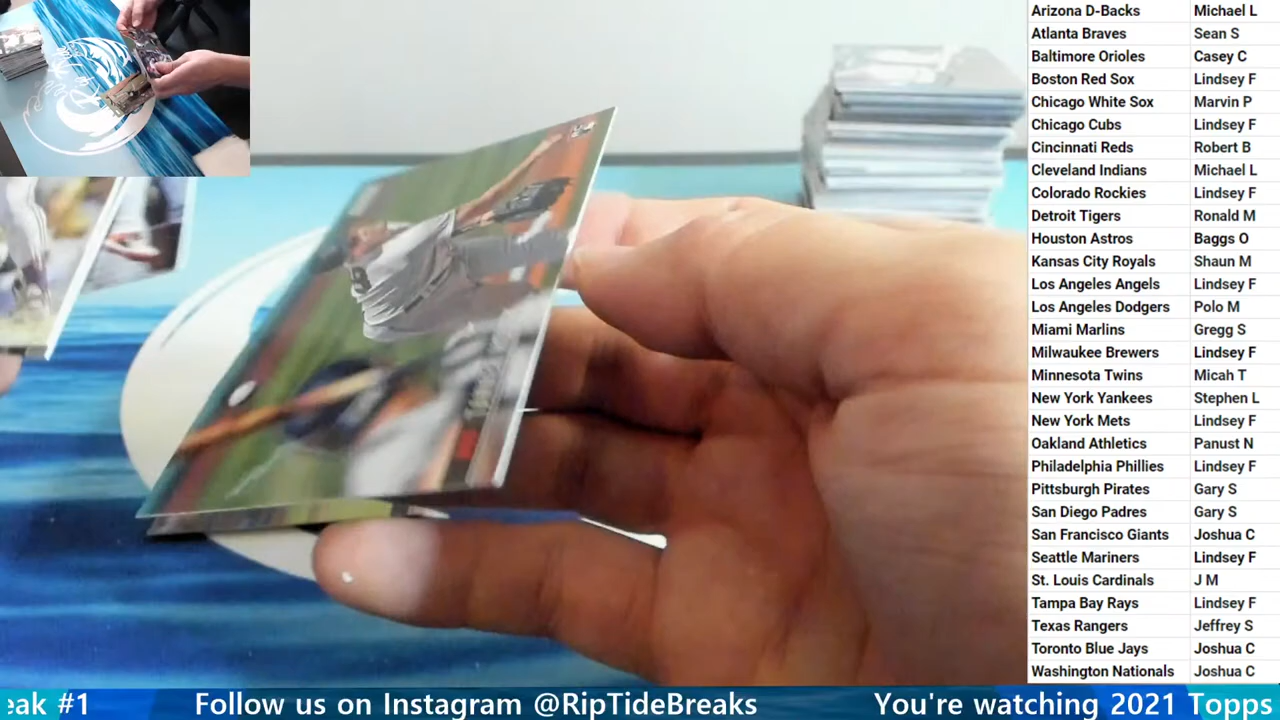 Arizona D-Backs Michael L
Atlanta Braves Sean S
Baltimore Orioles Casey C
Boston Red Sox Lindsey F
Chicago White Sox Marvin P
Chicago Cubs Lindsey F
Cincinnati Reds Robert B
Cleveland Indians Michael L
Colorado Rockies Lindsey F
Detroit Tigers Ronald M
Houston Astros Baggs O
Kansas City Royals Shaun M
Los Angeles Angels Lindsey F
Los Angeles Dodgers Polo M
Miami Marlins Gregg S
Milwaukee Brewers Lindsey F
Minnesota Twins Micah T
New York Yankees Stephen L
New York Mets Lindsey F
Oakland Athletics Panust N
Philadelphia Phillies Lindsey F
Pittsburgh Pirates Gary S
San Diego Padres Gary S
San Francisco Giants Joshua C
Seattle Mariners Lindsey F
St. Louis Cardinals J M
Tampa Bay Rays Lindsey F
Texas Rangers Jeffrey S
Toronto Blue Jays Joshua C
Washington Nationals Joshua C
eak #1 Follow us on Instagram @RipTideBreaks You're watching 2021 Topps